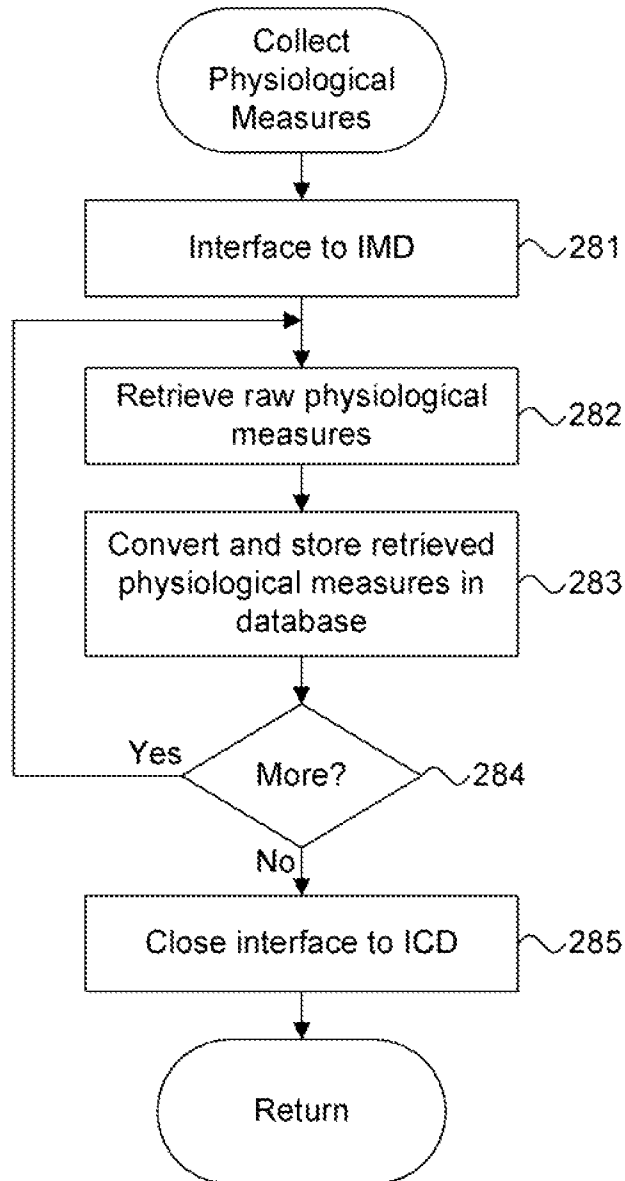 Collect
Physiological
Measures
Interface to IMD
281
Retrieve raw physiological
measures
282
Convert and store retrieved
physiological measures in
database
283
Yes
More?
284
No
Close interface to ICD
285
Return